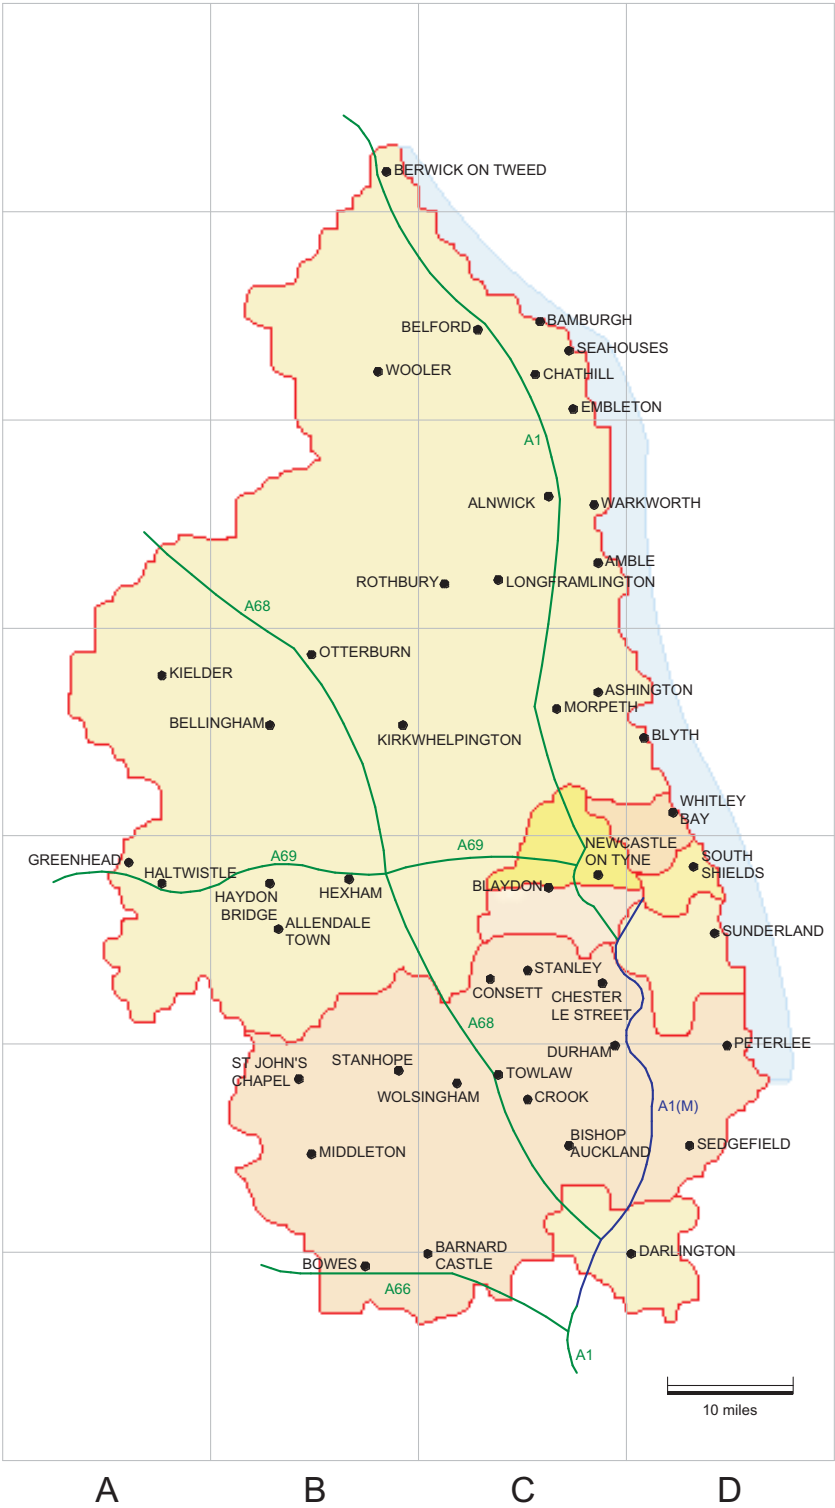 BERWICK ON TWEED
BAMBURGH
BELFORD
SEAHOUSES
WOOLER
CHATHILL
EMBLETON
A1
ALNWICK
WARKWORTH
AMBLE
ROTHBURY
LONGFRAMLINGTON
A68
OTTERBURN
KIELDER
ASHINGTON
MORPETH
BELLINGHAM
KIRKWHELPINGTON
BLYTH
WHITLEY
BAY
NEWCASTLE
ON TYNE
A69
A69
GREENHEAD
SOUTH
SHIELDS
HALTWISTLE
HEXHAM
BLAYDON
HAYDON
BRIDGE
ALLENDALE
TOWN
SUNDERLAND
STANLEY
CONSETT
CHESTER
LE STREET
A68
DURHAM
PETERLEE
ST JOHN'S
CHAPEL
STANHOPE
TOWLAW
WOLSINGHAM
CROOK
A1(M)
BISHOP
AUCKLAND
SEDGEFIELD
MIDDLETON
BARNARD
CASTLE
DARLINGTON
BOWES
A66
A1
10 miles
A
B
C
D